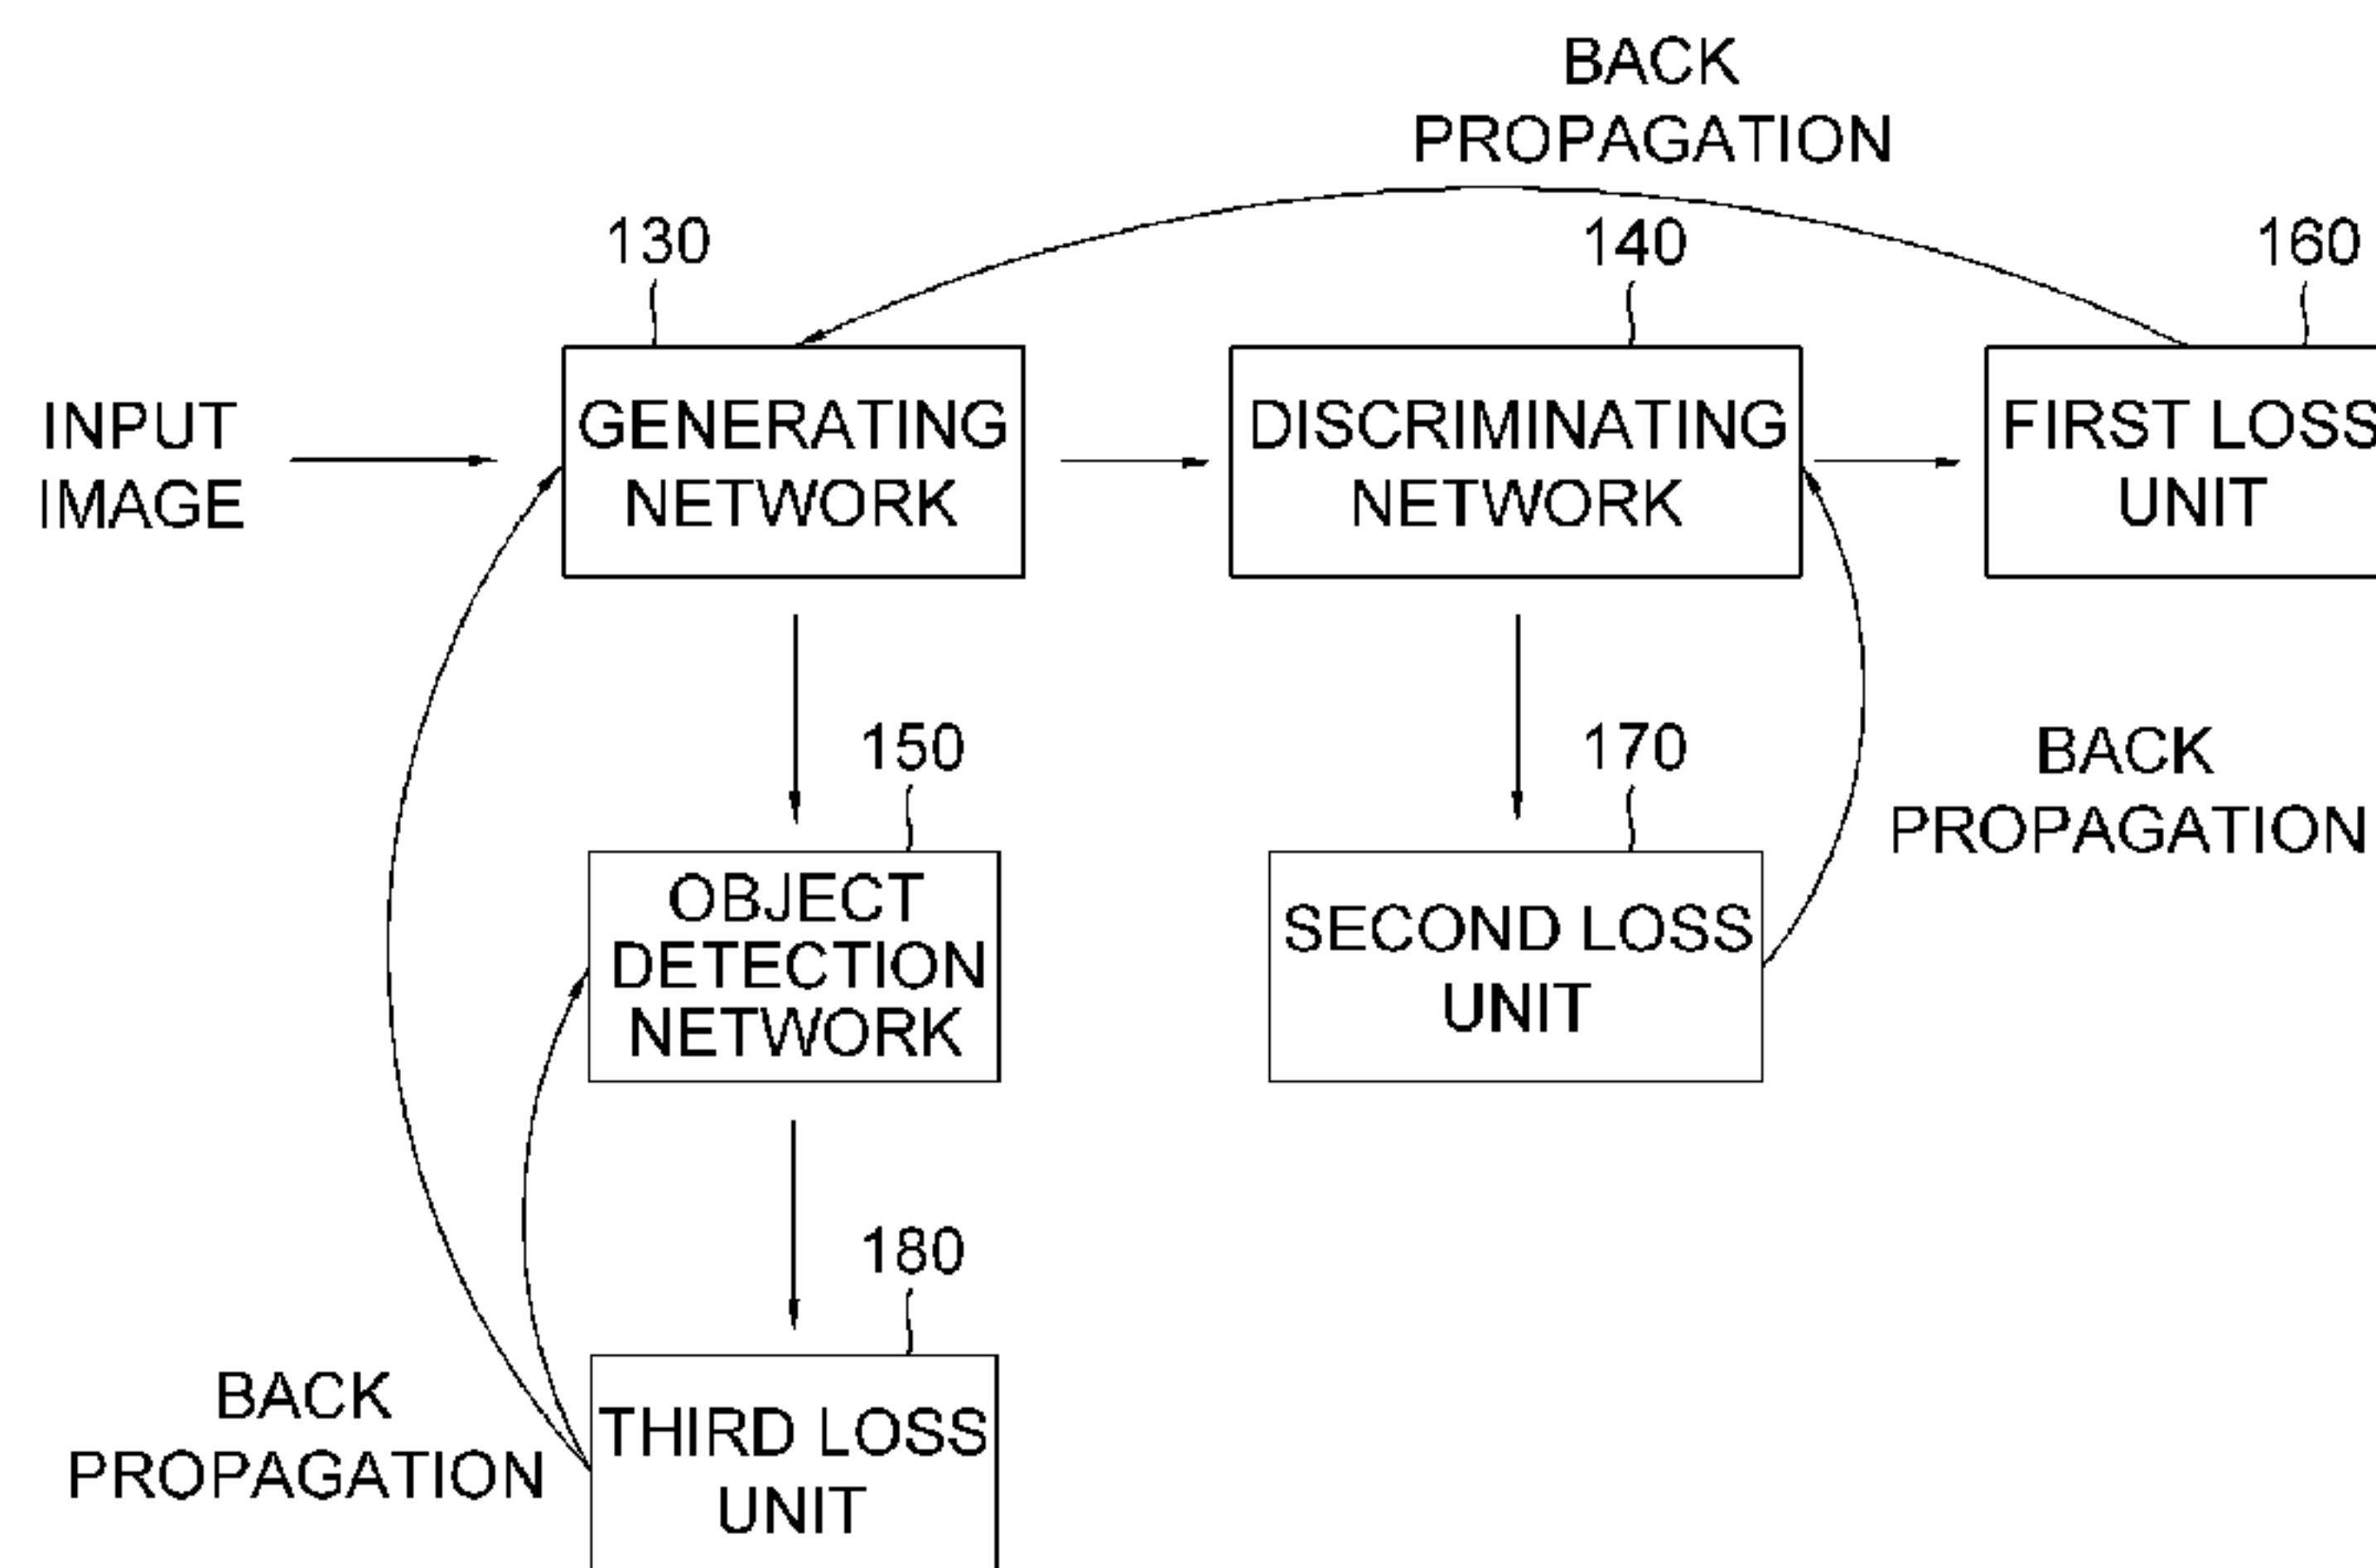 BACK
PROPAGATION
130
140
160
INPUT
IMAGE
GENERATING
NETWORK
DISCRIMINATING
NETWORK
FIRST LOSS
UNIT
150
170
BACK
PROPAGATION
OBJECT
DETECTION
NETWORK
SECOND LOSS
UNIT
180
BACK
PROPAGATION
THIRD LOSS
UNIT